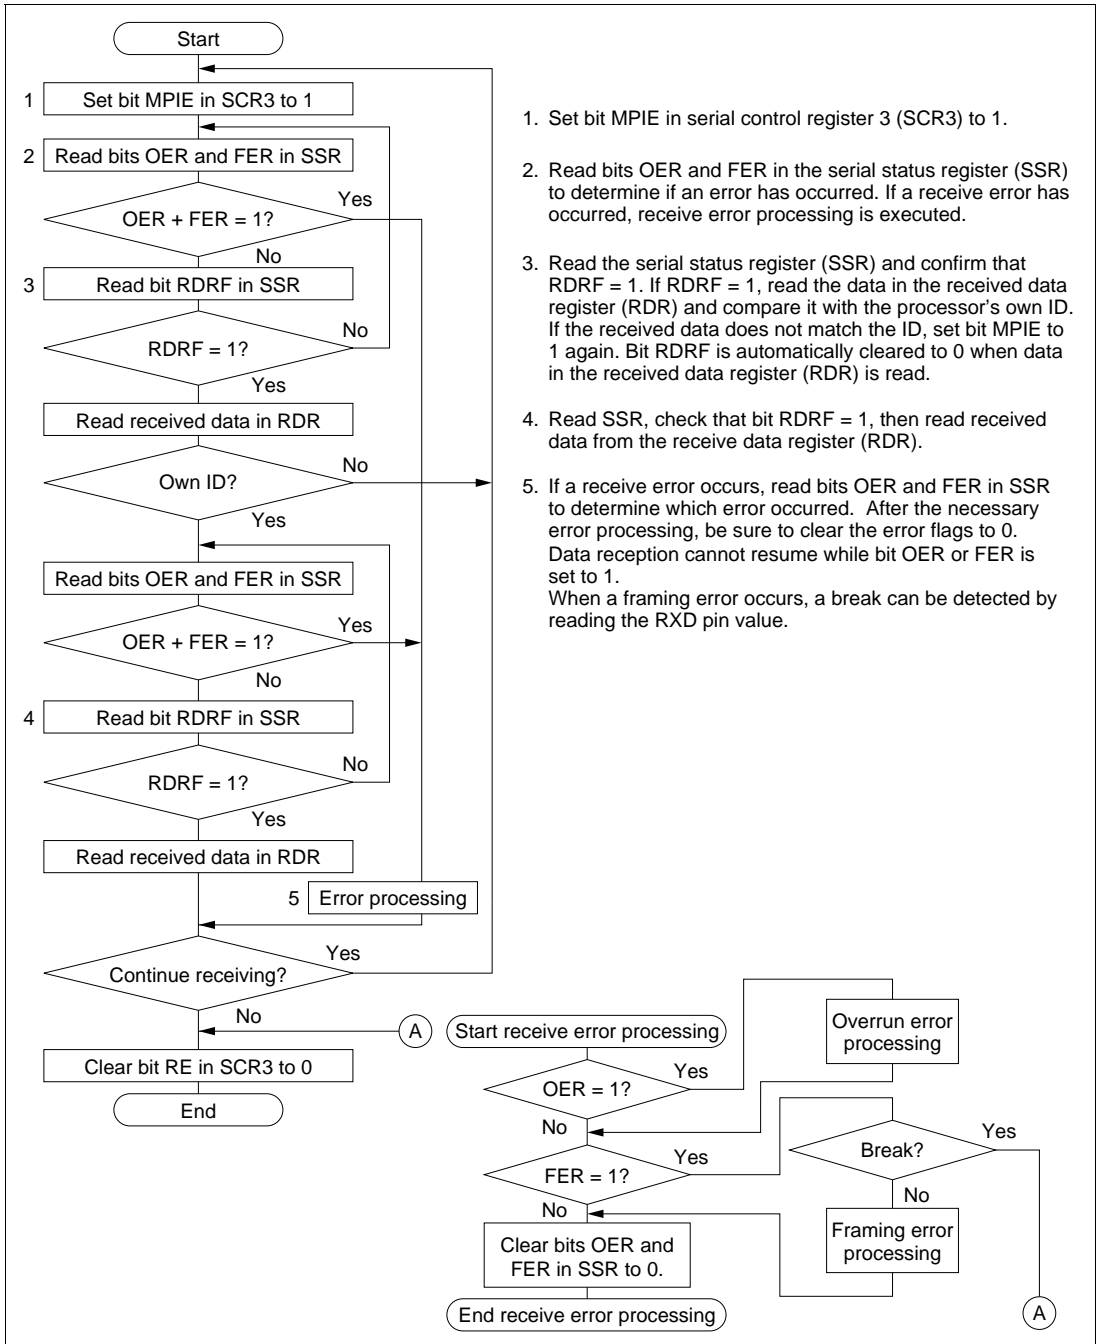 Start
1
Set bit MPIE in SCR3 to 1
2
Read bits OER and FER in SSR
Yes
OER + FER = 1?
No
3
Read bit RDRF in SSR
No
RDRF = 1?
Yes
Read received data in RDR
No
Own ID?
Yes
Read bits OER and FER in SSR
Yes
OER + FER = 1?
No
4
Read bit RDRF in SSR
No
RDRF = 1?
Yes
Read received data in RDR
5
Error processing
Yes
Continue receiving?
No
A
Clear bit RE in SCR3 to 0
End
1. Set bit MPIE in serial control register 3 (SCR3) to 1.
2. Read bits OER and FER in the serial status register (SSR)
to determine if an error has occurred. If a receive error has
occurred, receive error processing is executed.
3. Read the serial status register (SSR) and confirm that
RDRF = 1. If RDRF = 1, read the data in the received data
register (RDR) and compare it with the processor's own ID.
If the received data does not match the ID, set bit MPIE to
1 again. Bit RDRF is automatically cleared to 0 when data
in the received data register (RDR) is read.
4. Read SSR, check that bit RDRF = 1, then read received
data from the receive data register (RDR).
5. If a receive error occurs, read bits OER and FER in SSR
to determine which error occurred. After the necessary
error processing, be sure to clear the error flags to 0.
Data reception cannot resume while bit OER or FER is
set to 1.
When a framing error occurs, a break can be detected by
reading the RXD pin value.
Start receive error processing
Overrun error
processing
Yes
OER = 1?
No
Yes
FER = 1?
No
Break?
Yes
No
Framing error
processing
Clear bits OER and
FER in SSR to 0.
End receive error processing
A